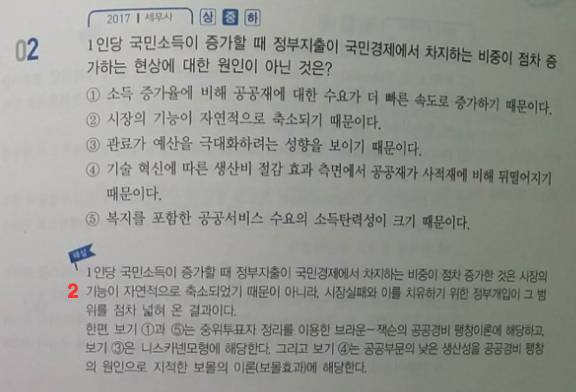 2017 | 세무사 상 중 하
02 1인당 국민소득이 증가할 때 정부지출이 국민경제에서 차지하는 비중이 점차 증
가하는 현상에 대한 원인이 아닌 것은?
① 소득 증가율에 비해 공공재에 대한 수요가 더 빠른 속도로 증가하기 때문이다.
② 시장의 기능이 자연적으로 축소되기 때문이다.
③ 관료가 예산을 극대화하려는 성향을 보이기 때문이다.
④ 기술 혁신에 따른 생산비 절감 효과 측면에서 공공재가 사적재에 비해 뒤떨어지기
때문이다.
⑤ 복지를 포함한 공공서비스 수요의 소득탄력성이 크기 때문이다.
해설
1인당 국민소득이 증가할 때 정부지출이 국민경제에서 차지하는 비중이 점차 증가한 것은 시장의
2 기능이 자연적으로 축소되었기 때문이 아니라, 시장실패와 이를 치유하기 위한 정부개입이 그 범
위를 점차 넓혀 온 결과이다.
한편 보기 ①과 ⑤는 중위투표자 정리를 이용한 브라운-잭슨의 공공경비 팽창이론에 해당하고,
보기 ③은 니스카넨모형에 해당한다. 그리고 보기 ④는 공공부문의 낮은 생산성을 공공경비 팽창
의 원인으로 지적한 보몰의 이론(보몰효과)에 해당한다.